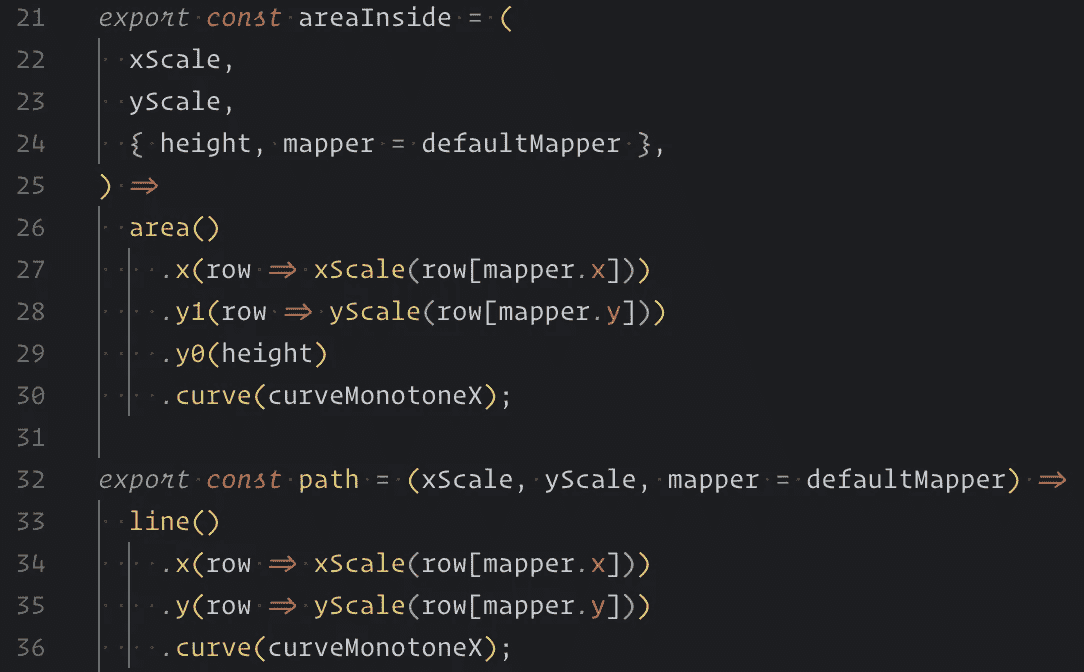 21 export const areaInside = (
22   xScale,
23   yScale,
24   { height, mapper = defaultMapper },
25 ) =>
26   area()
27     .x(row => xScale(row[mapper.x]))
28     .y1(row => yScale(row[mapper.y]))
29     .y0(height)
30     .curve(curveMonotoneX);
31
32 export const path = (xScale, yScale, mapper = defaultMapper) =>
33   line()
34     .x(row => xScale(row[mapper.x]))
35     .y(row => yScale(row[mapper.y]))
36     .curve(curveMonotoneX);